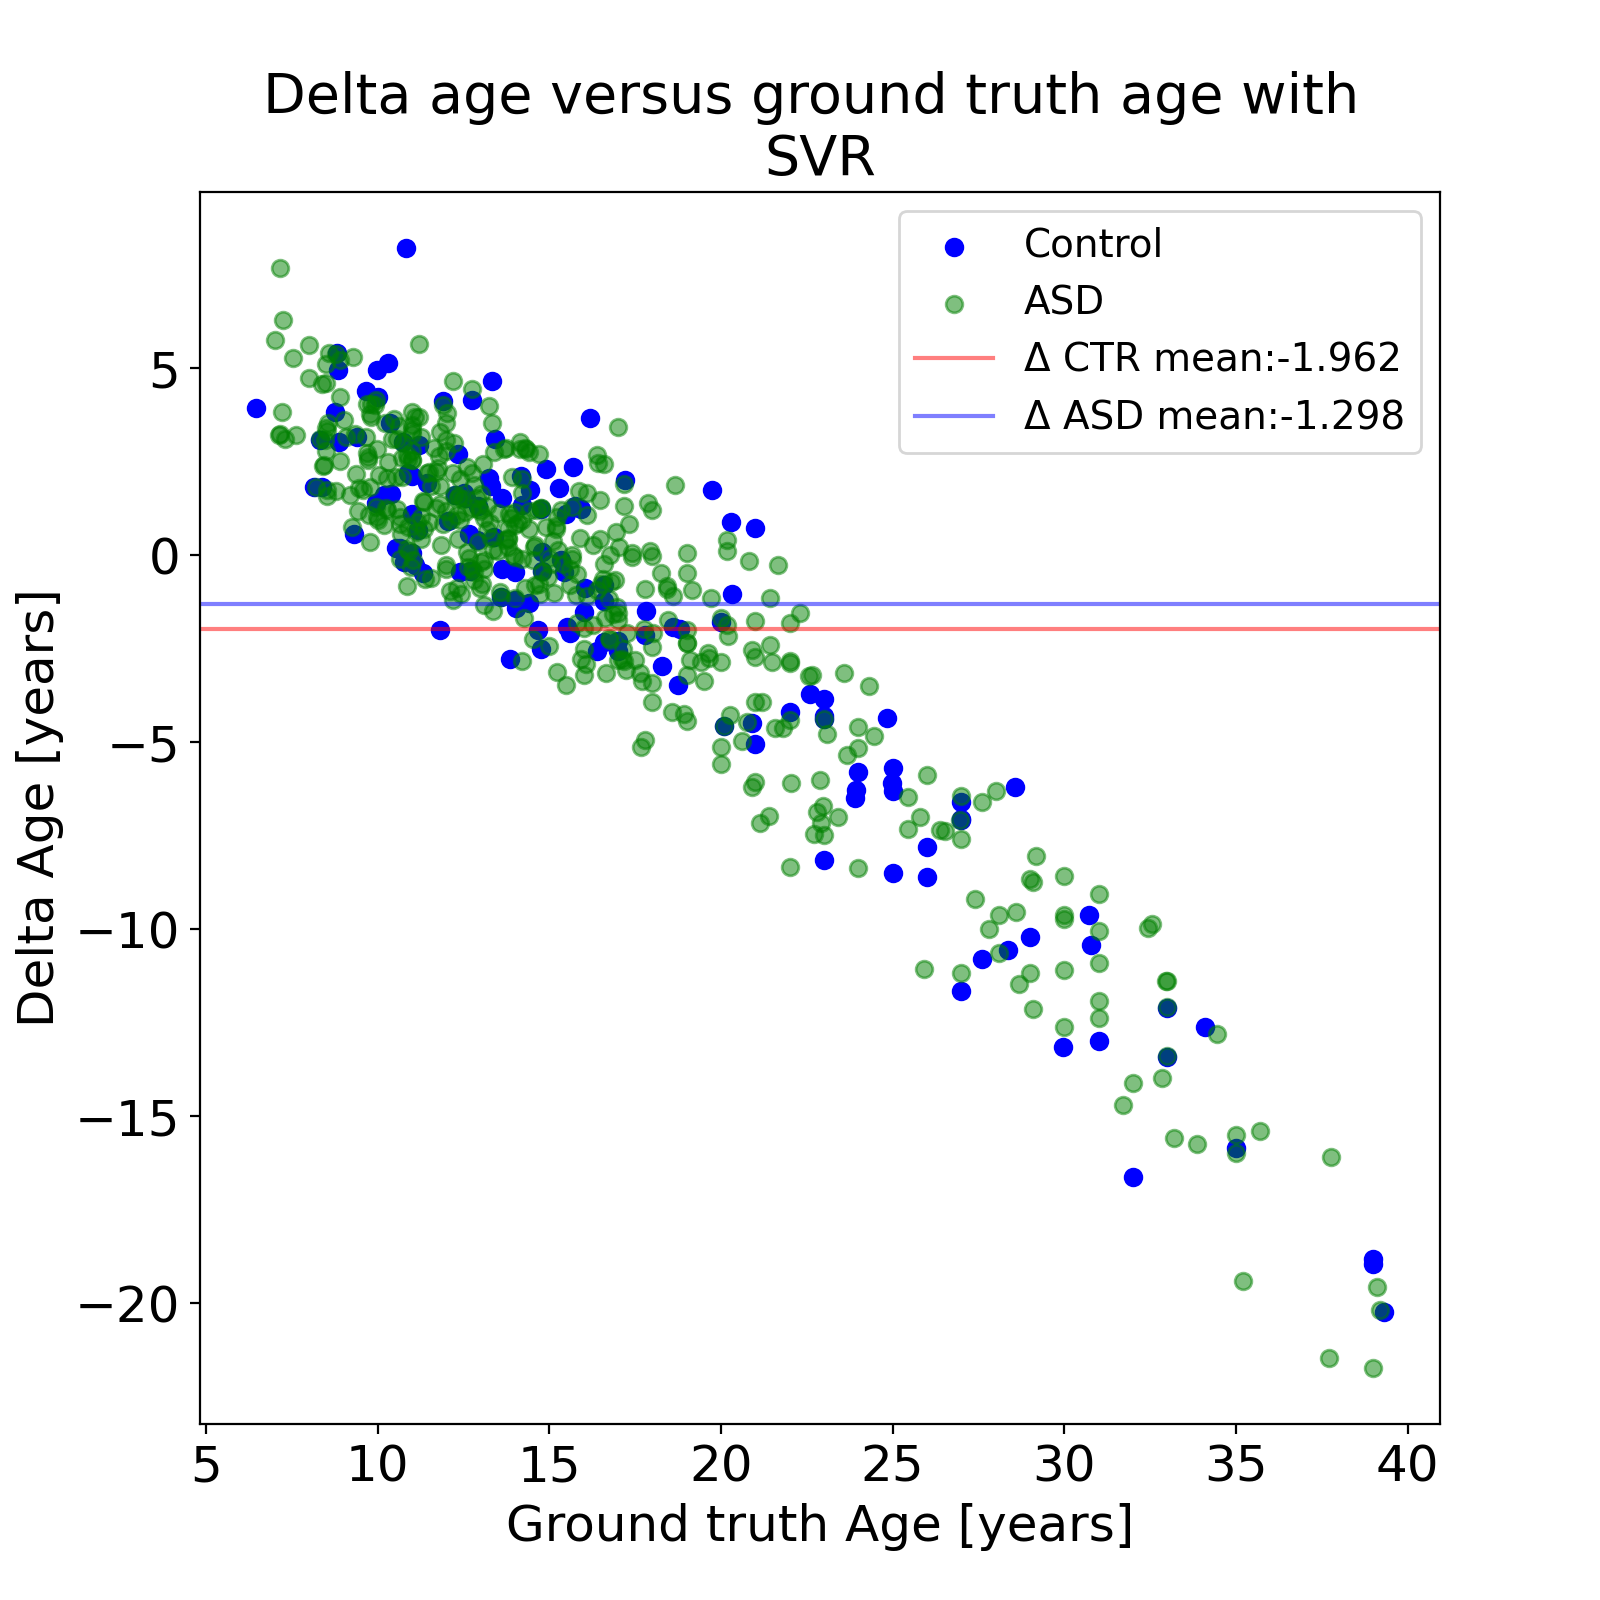 Delta age versus ground truth age with
SVR
Control
ASD
Δ CTR mean:-1.962
Δ ASD mean:-1.298
Delta Age [years]
5
0
−5
−10
−15
−20
5 10 15 20 25 30 35 40
Ground truth Age [years]